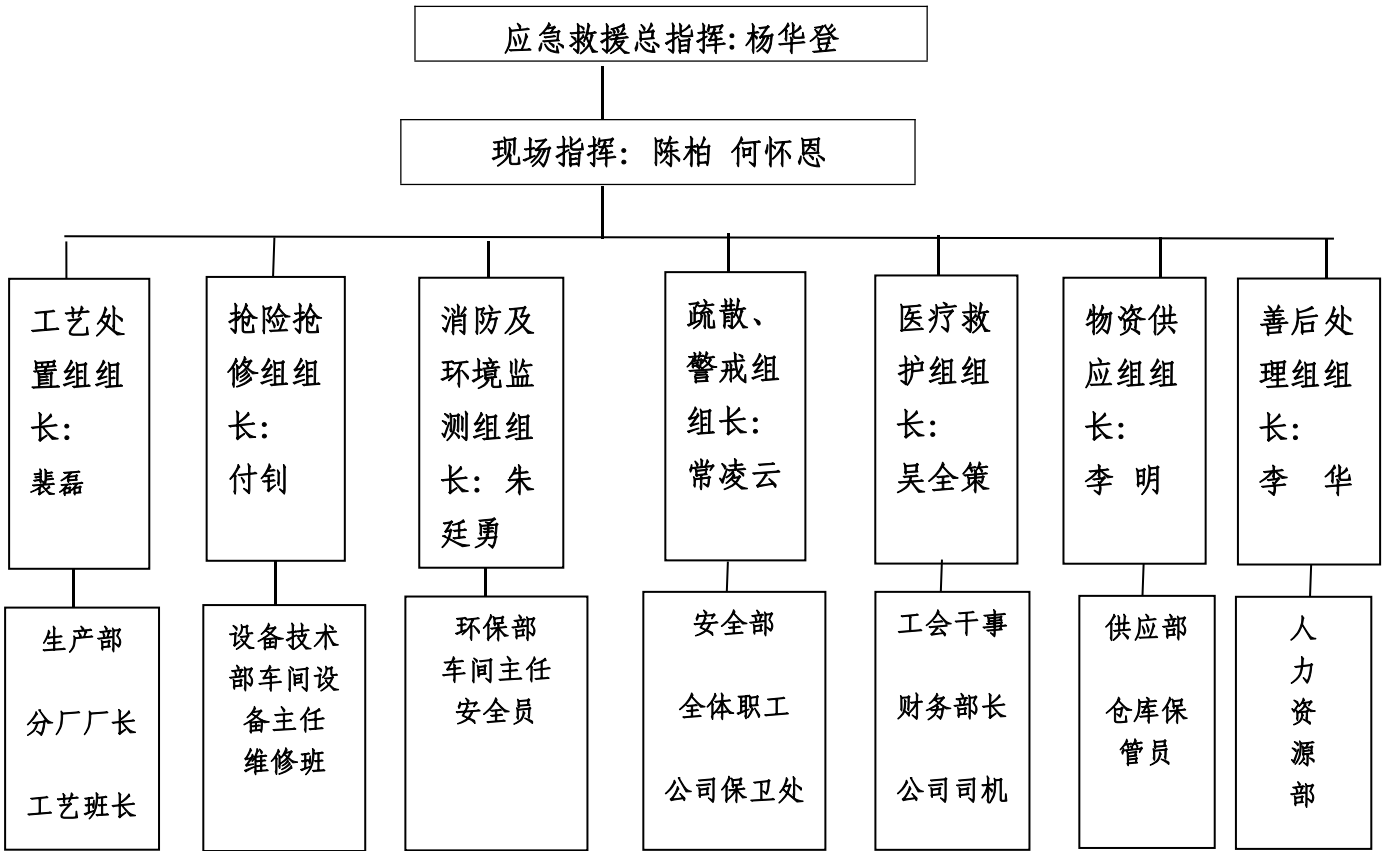 应急救援总指挥：杨华登
现场指挥：陈柏 何怀恩
工艺处
置组组
长：
裴磊
抢险抢
修组组
长：
付钊
消防及
环境监
测组组
长：朱
廷勇
疏散、
警戒组
组长：
常凌云
医疗救
护组组
长：
吴全策
物资供
应组组
长：
李 明
善后处
理组组
长：
李 华
生产部
分厂厂长
工艺班长
设备技术
部车间设
备主任
维修班
环保部
车间主任
安全员
安全部
全体职工
公司保卫处
工会干事
财务部长
公司司机
供应部
仓库保
管员
人
力
资
源
部